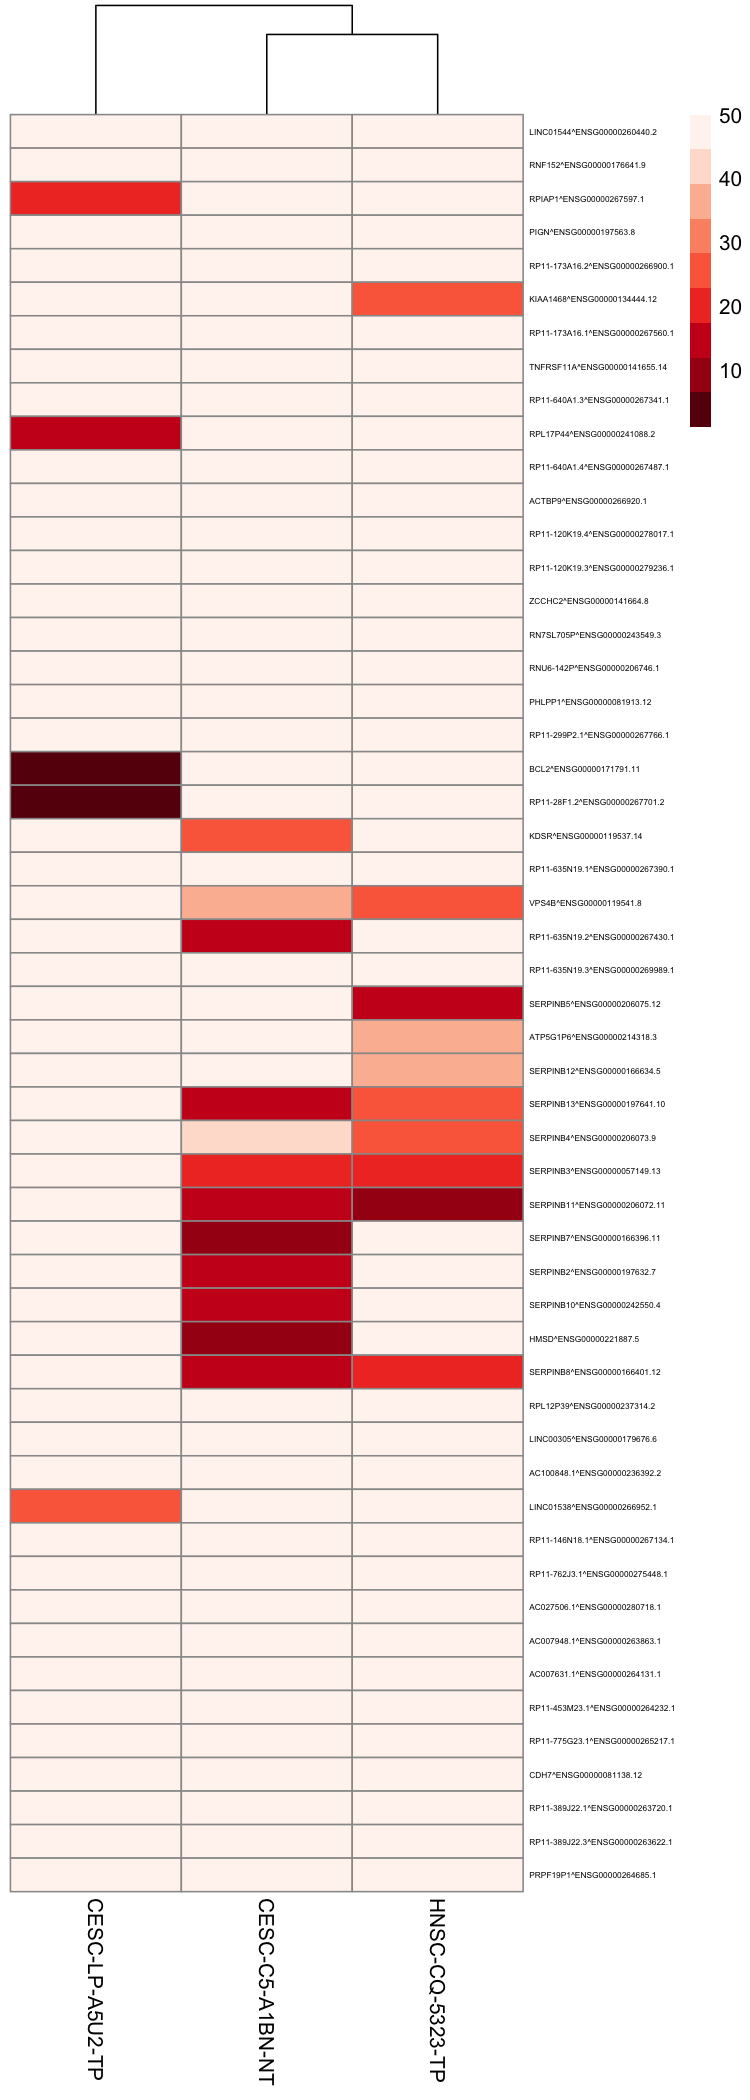 LINC01544^ENSG00000260440.2
RNF152^ENSG00000176641.9
RPIAP1^ENSG00000267597.1
PIGN^ENSG00000197563.8
RP11-173A16.2^ENSG00000266900.1
KIAA1468^ENSG00000134444.12
RP11-173A16.1^ENSG00000267560.1
TNFRSF11A^ENSG00000141655.14
RP11-640A1.3^ENSG00000267341.1
RPL17P44^ENSG00000241088.2
RP11-640A1.4^ENSG00000267487.1
ACTBP9^ENSG00000266920.1
RP11-120K19.4^ENSG00000278017.1
RP11-120K19.3^ENSG00000279236.1
ZCCHC2^ENSG00000141664.8
RN7SL705P^ENSG00000243549.3
RNU6-142P^ENSG00000206746.1
PHLPP1^ENSG00000081913.12
RP11-299P2.1^ENSG00000267766.1
BCL2^ENSG00000171791.11
RP11-28F1.2^ENSG00000267701.2
KDSR^ENSG00000119537.14
RP11-635N19.1^ENSG00000267390.1
VPS4B^ENSG00000119541.8
RP11-635N19.2^ENSG00000267430.1
RP11-635N19.3^ENSG00000269989.1
SERPINB5^ENSG00000206075.12
ATP5G1P6^ENSG00000214318.3
SERPINB12^ENSG00000166634.5
SERPINB13^ENSG00000197641.10
SERPINB4^ENSG00000206073.9
SERPINB3^ENSG00000057149.13
SERPINB11^ENSG00000206072.11
SERPINB7^ENSG00000166396.11
SERPINB2^ENSG00000197632.7
SERPINB10^ENSG00000242550.4
HMSD^ENSG00000221887.5
SERPINB8^ENSG00000166401.12
RPL12P39^ENSG00000237314.2
LINC00305^ENSG00000179676.6
AC100848.1^ENSG00000236392.2
LINC01538^ENSG00000266952.1
RP11-146N18.1^ENSG00000267134.1
RP11-762J3.1^ENSG00000275448.1
AC027506.1^ENSG00000280718.1
AC007948.1^ENSG00000263863.1
AC007631.1^ENSG00000264131.1
RP11-453M23.1^ENSG00000264232.1
RP11-775G23.1^ENSG00000265217.1
CDH7^ENSG00000081138.12
RP11-389J22.1^ENSG00000263720.1
RP11-389J22.3^ENSG00000263622.1
PRPF19P1^ENSG00000264685.1
50
40
30
20
10
CESC-LP-A5U2-TP
CESC-C5-A1BN-NT
HNSC-CQ-5323-TP